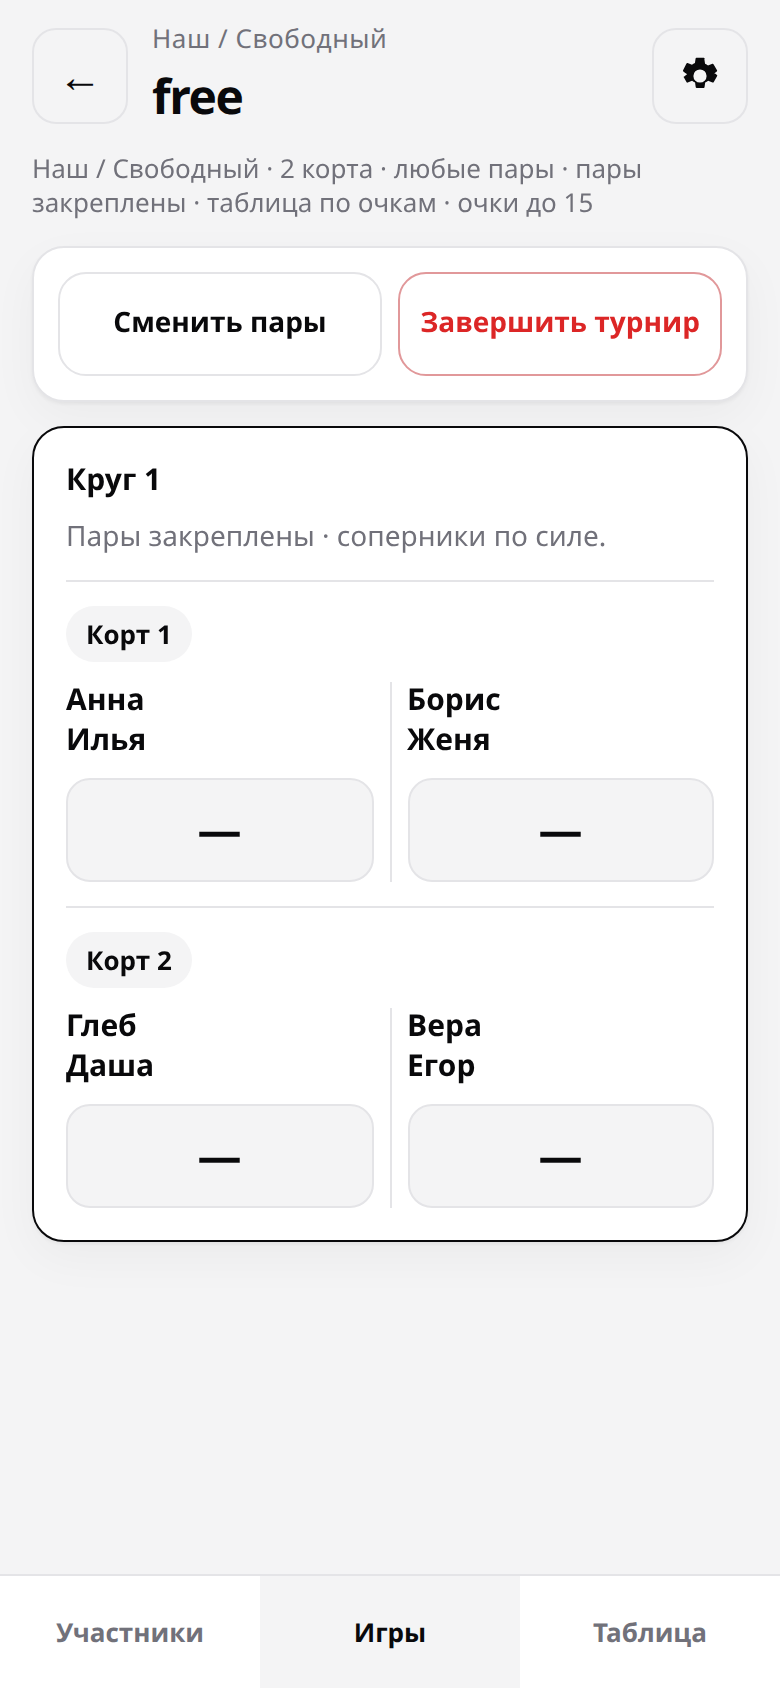 ←
Наш / Свободный
free
Наш / Свободный · 2 корта · любые пары · пары
закреплены · таблица по очкам · очки до 15
Сменить пары
Завершить турнир
Круг 1
Пары закреплены · соперники по силе.
Корт 1
Анна
Илья
Борис
Женя
—
—
Корт 2
Глеб
Даша
Вера
Егор
—
—
Участники
Игры
Таблица